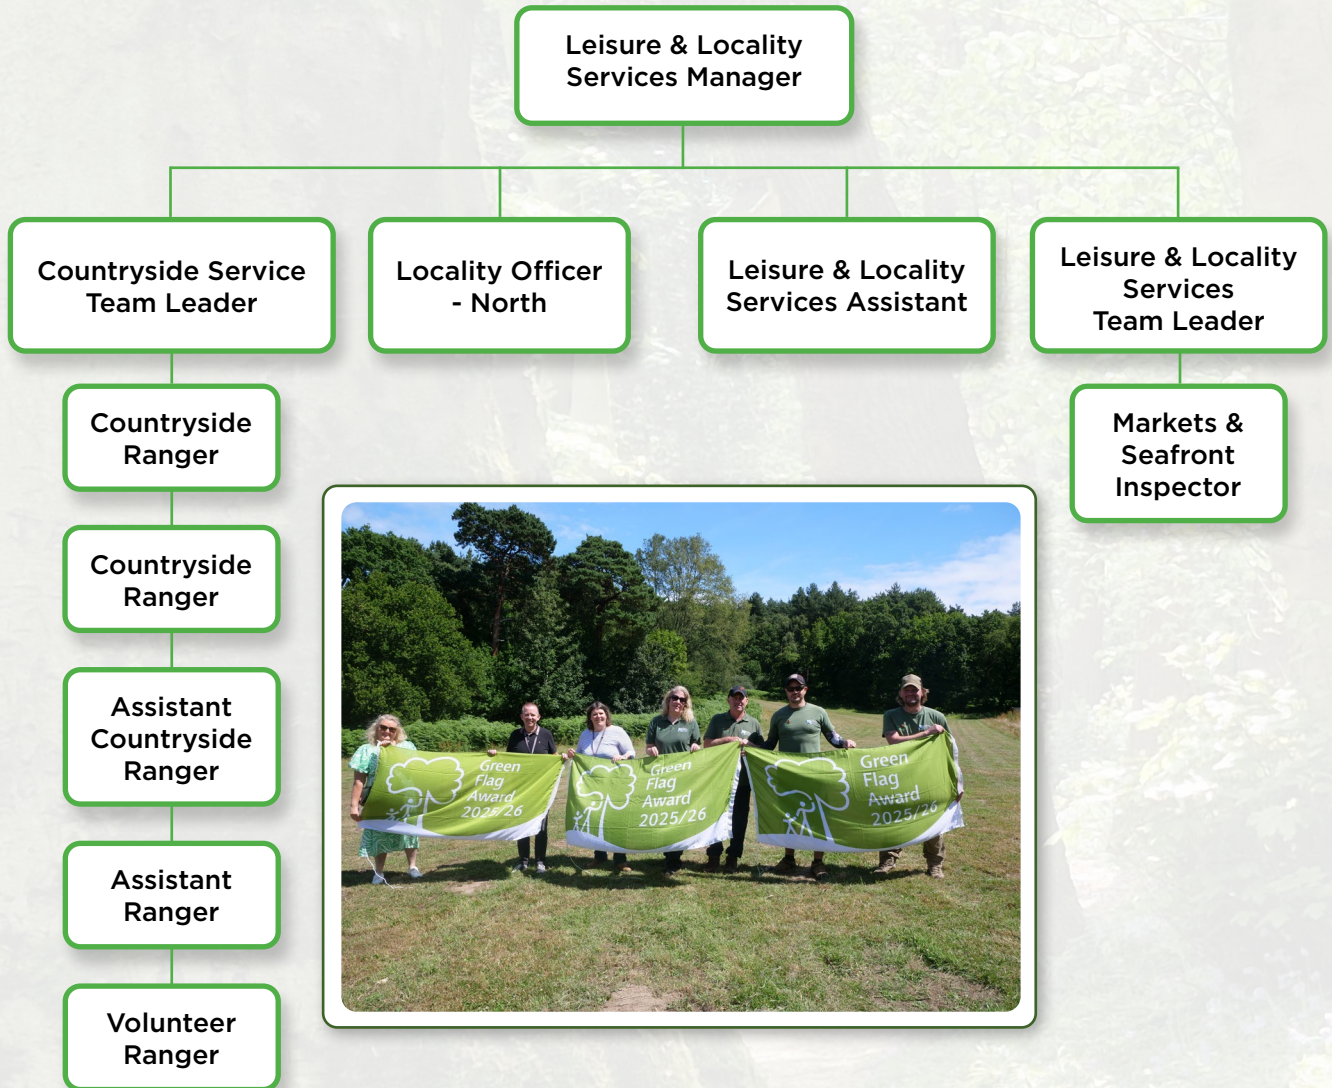 Leisure & Locality
Services Manager
Countryside Service
Team Leader
Locality Officer
- North
Leisure & Locality
Services Assistant
Leisure & Locality
Services
Team Leader
Countryside
Ranger
Countryside
Ranger
Assistant
Countryside
Ranger
Assistant
Ranger
Volunteer
Ranger
Markets &
Seafront
Inspector
Green
Flag
Award
2025/26
Green
Flag
Award
2025/26
Green
Flag
Award
2025/26